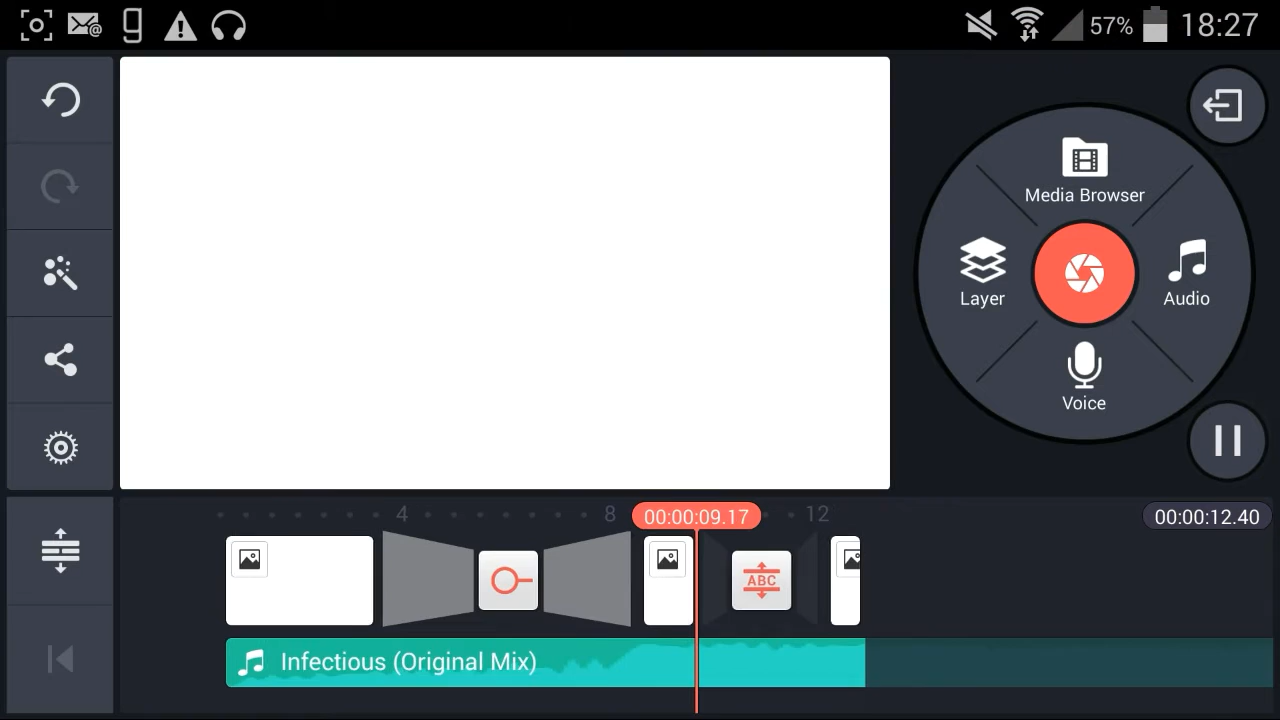 57% 18:27
Media Browser
Layer
Audio
Voice
4 8 00:00:09.17 12 00:00:12.40
ABC
Infectious (Original Mix)